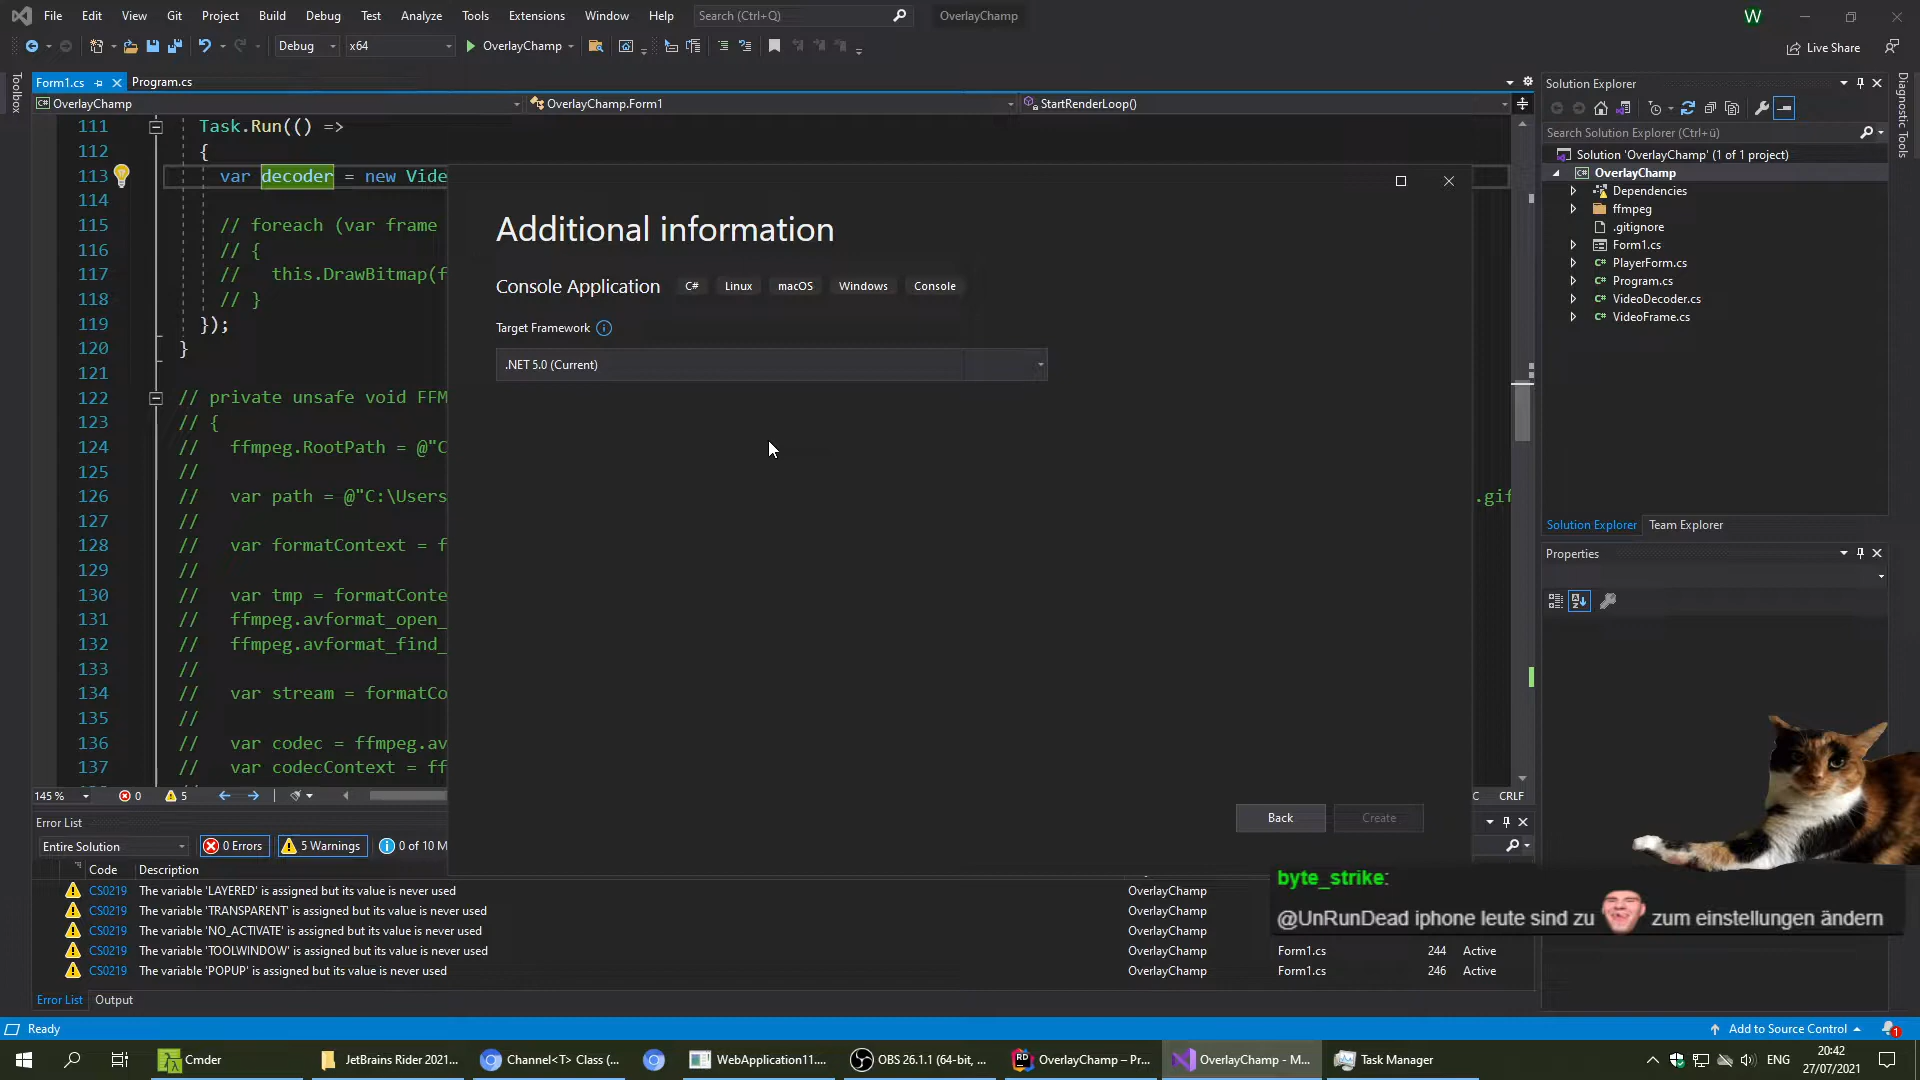 File Edit View Git Project Build Debug Test Analyze Tools Extensions Window Help Search (Ctrl+Q) OverlayChamp W
Debug x64 OverlayChamp Live Share
Toolbox
Form1.cs Program.cs
OverlayChamp OverlayChamp.Form1 StartRenderLoop()
111 Task.Run(() =>
112 {
113 var decoder = new Vide
114
115 // foreach (var frame
116 // {
117 // this.DrawBitmap(f
118 // }
119 });
120 }
121
122 // private unsafe void FFM
123 // {
124 // ffmpeg.RootPath = @"C
125 //
126 // var path = @"C:\Users .gif
127 //
128 // var formatContext = f
129 //
130 // var tmp = formatConte
131 // ffmpeg.avformat_open_
132 // ffmpeg.avformat_find_
133 //
134 // var stream = formatCo
135 //
136 // var codec = ffmpeg.av
137 // var codecContext = ff
145 % 0 5 C CRLF
Additional information
Console Application C# Linux macOS Windows Console
Target Framework
.NET 5.0 (Current)
Back Create
Solution Explorer
Search Solution Explorer (Ctrl+ü)
Solution 'OverlayChamp' (1 of 1 project)
C# OverlayChamp
Dependencies
ffmpeg
.gitignore
Form1.cs
C# PlayerForm.cs
C# Program.cs
C# VideoDecoder.cs
C# VideoFrame.cs
Solution Explorer Team Explorer
Properties
Diagnostic Tools
Error List
Entire Solution 0 Errors 5 Warnings 0 of 10 M
Code Description
CS0219 The variable 'LAYERED' is assigned but its value is never used OverlayChamp
CS0219 The variable 'TRANSPARENT' is assigned but its value is never used OverlayChamp
CS0219 The variable 'NO_ACTIVATE' is assigned but its value is never used OverlayChamp
CS0219 The variable 'TOOLWINDOW' is assigned but its value is never used OverlayChamp Form1.cs 244 Active
CS0219 The variable 'POPUP' is assigned but its value is never used OverlayChamp Form1.cs 246 Active
byte_strike:
@UnRunDead iphone leute sind zu zum einstellungen ändern
Error List Output
Ready Add to Source Control 1
Cmder JetBrains Rider 2021... Channel<T> Class (... WebApplication11.... OBS 26.1.1 (64-bit, ... OverlayChamp – Pr... OverlayChamp - M... Task Manager ENG 20:42
27/07/2021